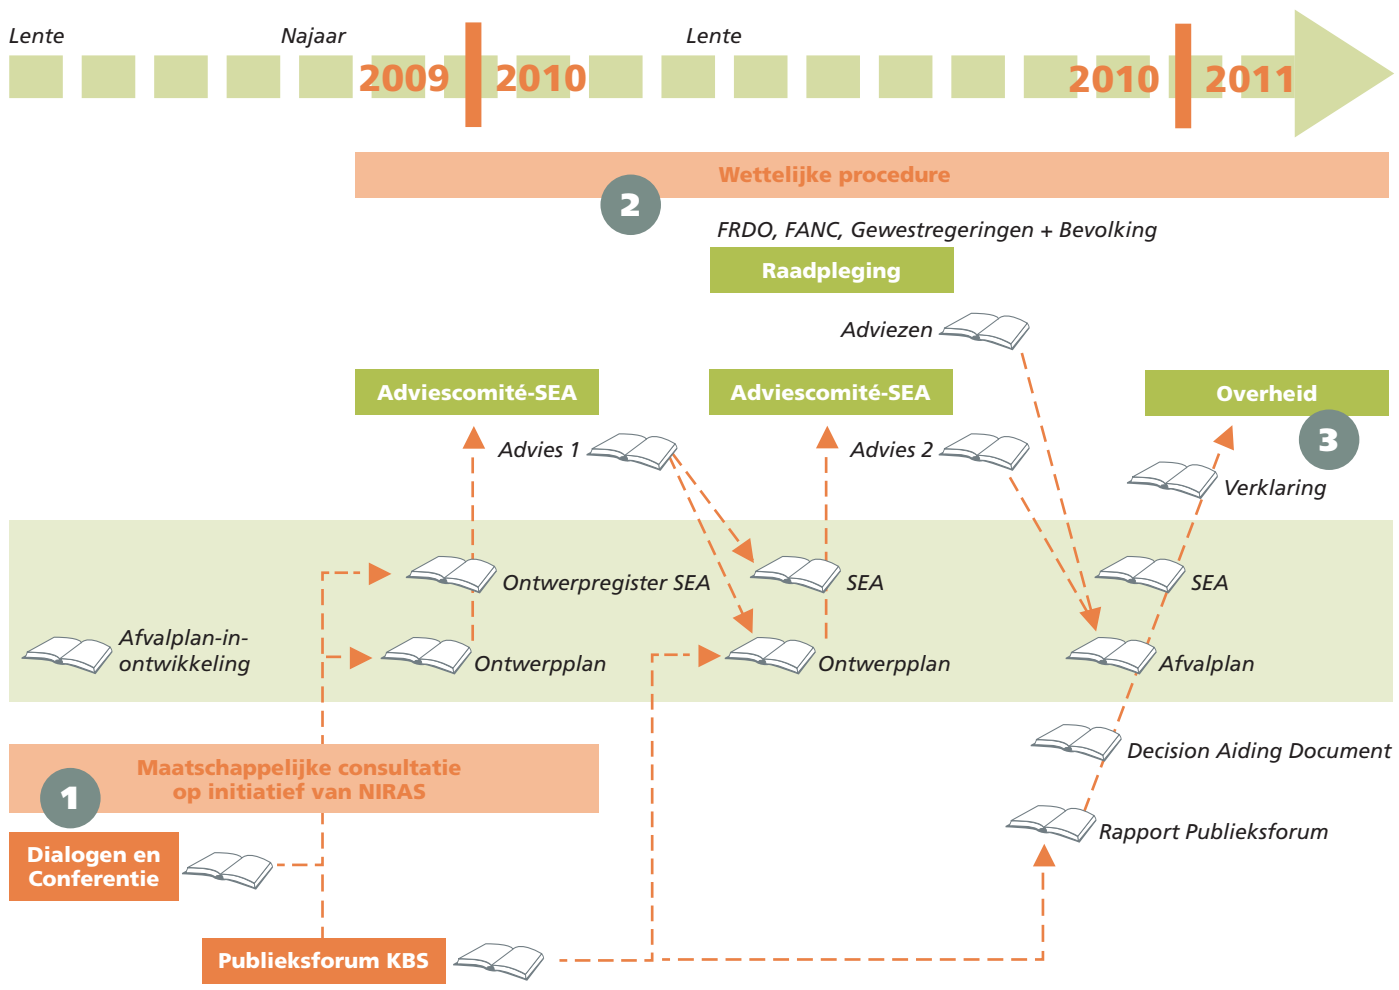 Lente
Najaar
Lente
2009
2010
2010
2011
Wettelijke procedure
2
FRDO, FANC, Gewestregeringen + Bevolking
Raadpleging
Adviezen
Adviescomité-SEA
Adviescomité-SEA
Overheid
3
Advies 1
Advies 2
Verklaring
Ontwerpregister SEA
SEA
SEA
Afvalplan-in-
ontwikkeling
Ontwerpplan
Ontwerpplan
Afvalplan
Decision Aiding Document
Maatschappelijke consultatie
op initiatief van NIRAS
1
Rapport Publieksforum
Dialogen en
Conferentie
Publieksforum KBS